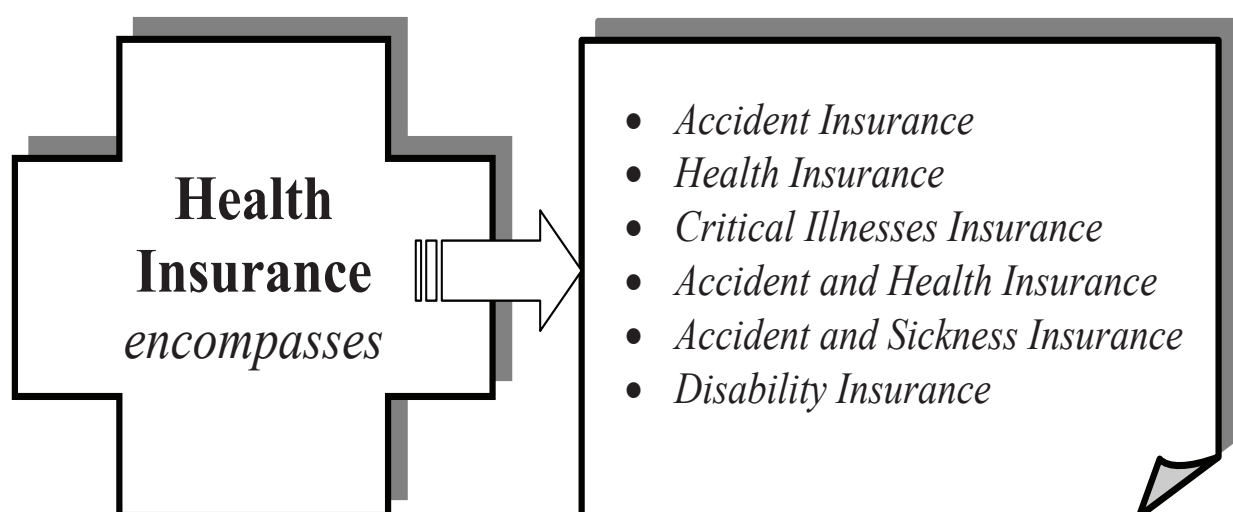 Health
Insurance
encompasses
• Accident Insurance
• Health Insurance
• Critical Illnesses Insurance
• Accident and Health Insurance
• Accident and Sickness Insurance
• Disability Insurance